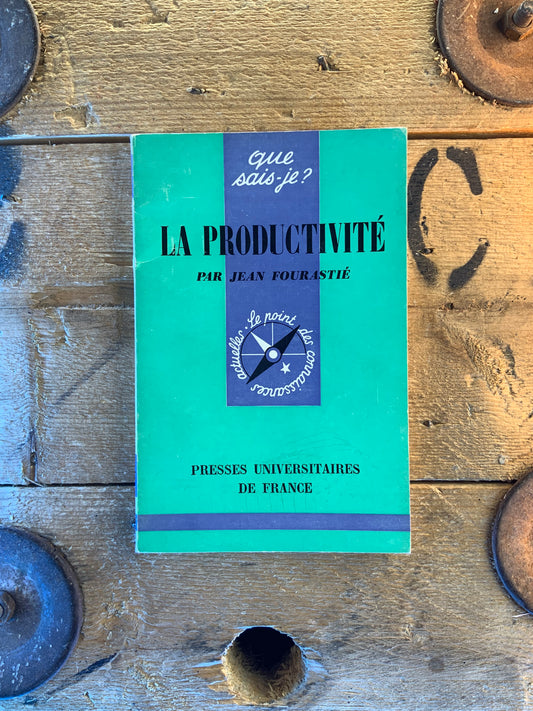 que
sais-je?
LA PRODUCTIVITÉ
PAR JEAN FOURASTIÉ
Le point des connaissances actuelles
PRESSES UNIVERSITAIRES
DE FRANCE